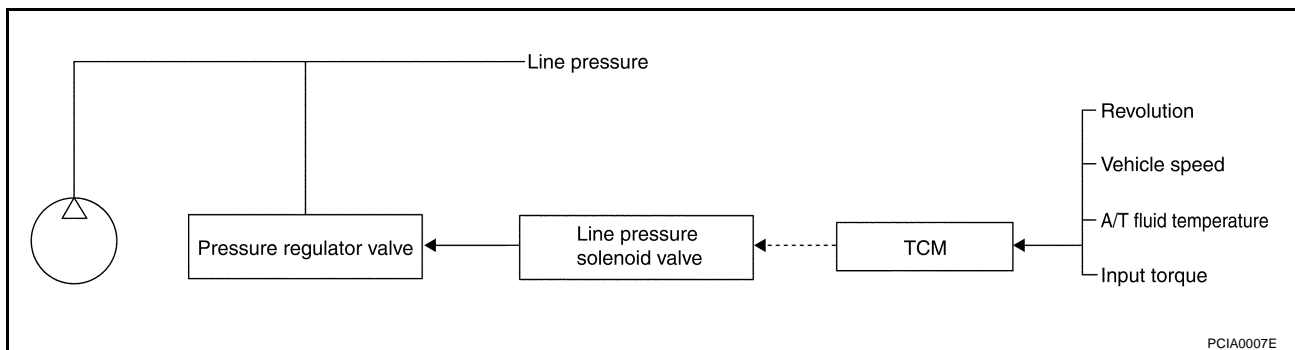 Line pressure
Revolution
Vehicle speed
A/T fluid temperature
Input torque
Pressure regulator valve
Line pressure
solenoid valve
TCM
PCIA0007E